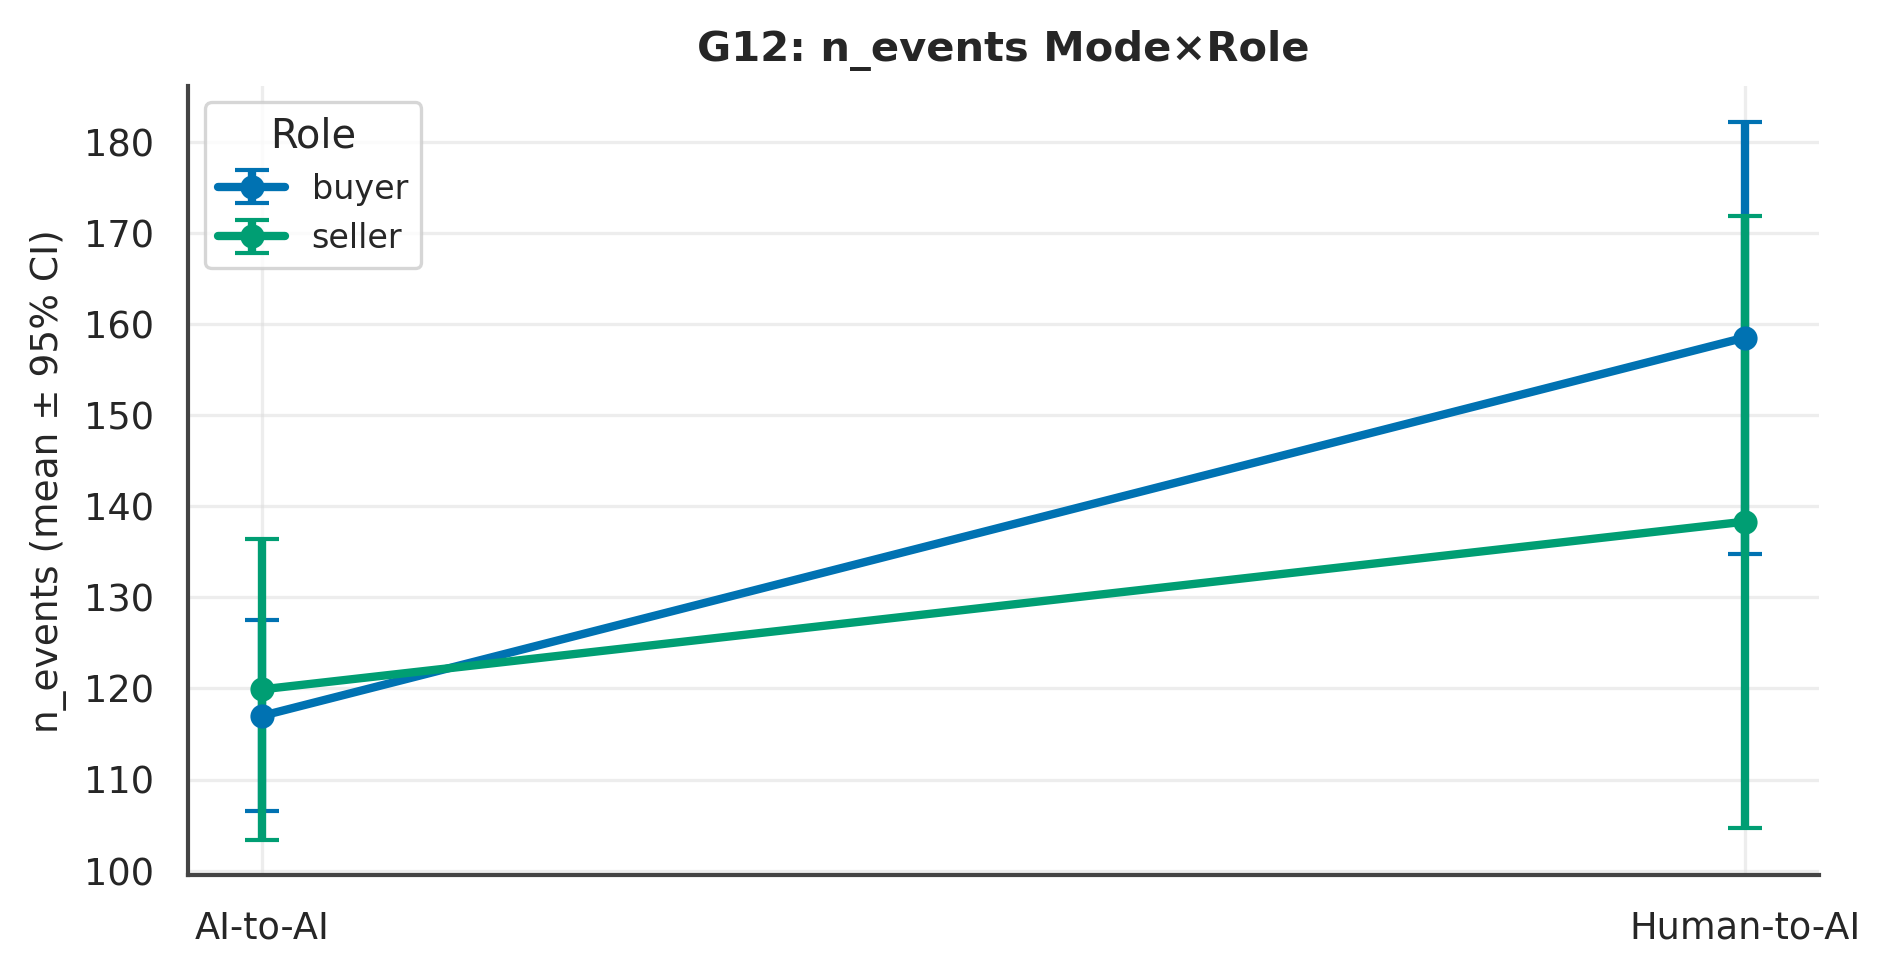 G12: n_events Mode×Role
Role
buyer
seller
n_events (mean ± 95% CI)
180
170
160
150
140
130
120
110
100
AI-to-AI
Human-to-AI